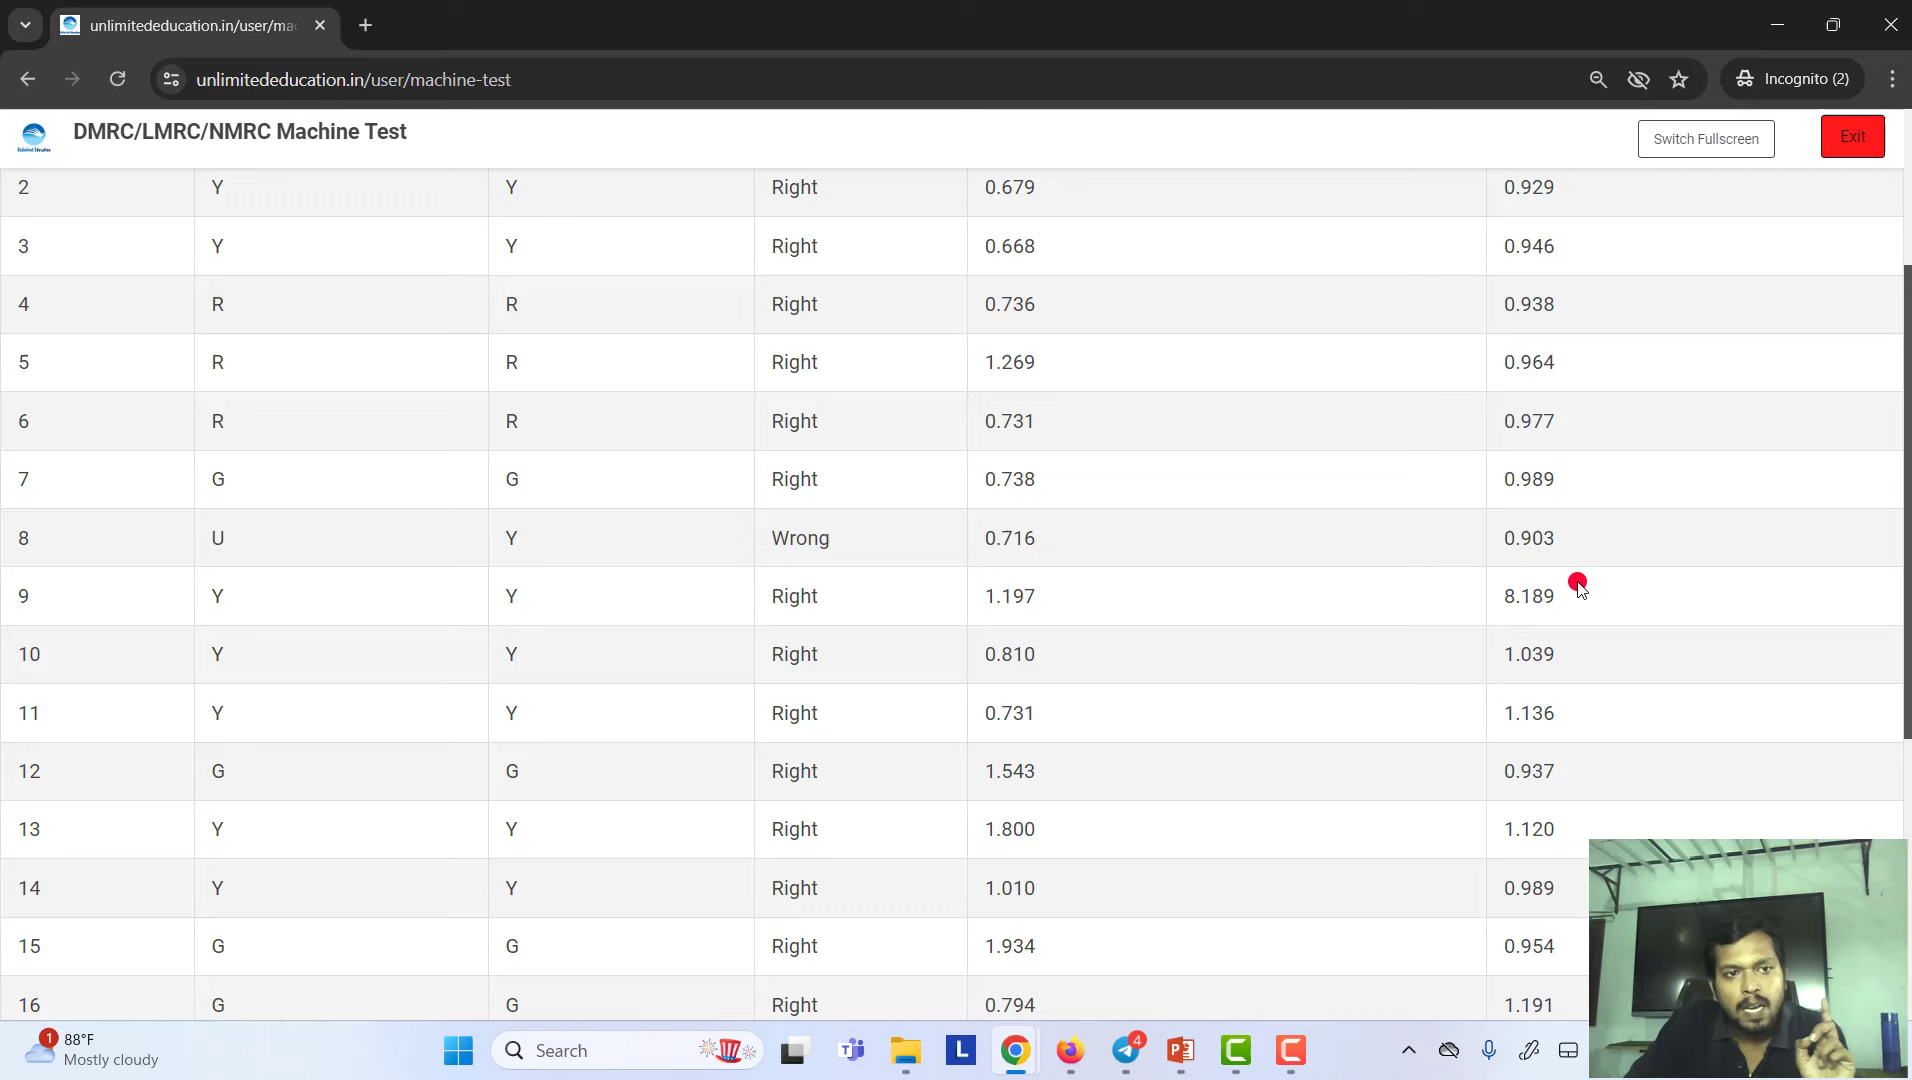 unlimitededucation.in/user/mac
unlimitededucation.in/user/machine-test
Incognito (2)
DMRC/LMRC/NMRC Machine Test
Switch Fullscreen
Exit
2 Y Y Right 0.679 0.929
3 Y Y Right 0.668 0.946
4 R R Right 0.736 0.938
5 R R Right 1.269 0.964
6 R R Right 0.731 0.977
7 G G Right 0.738 0.989
8 U Y Wrong 0.716 0.903
9 Y Y Right 1.197 8.189
10 Y Y Right 0.810 1.039
11 Y Y Right 0.731 1.136
12 G G Right 1.543 0.937
13 Y Y Right 1.800 1.120
14 Y Y Right 1.010 0.989
15 G G Right 1.934 0.954
16 G G Right 0.794 1.191
1
88°F
Mostly cloudy
Search
L
4